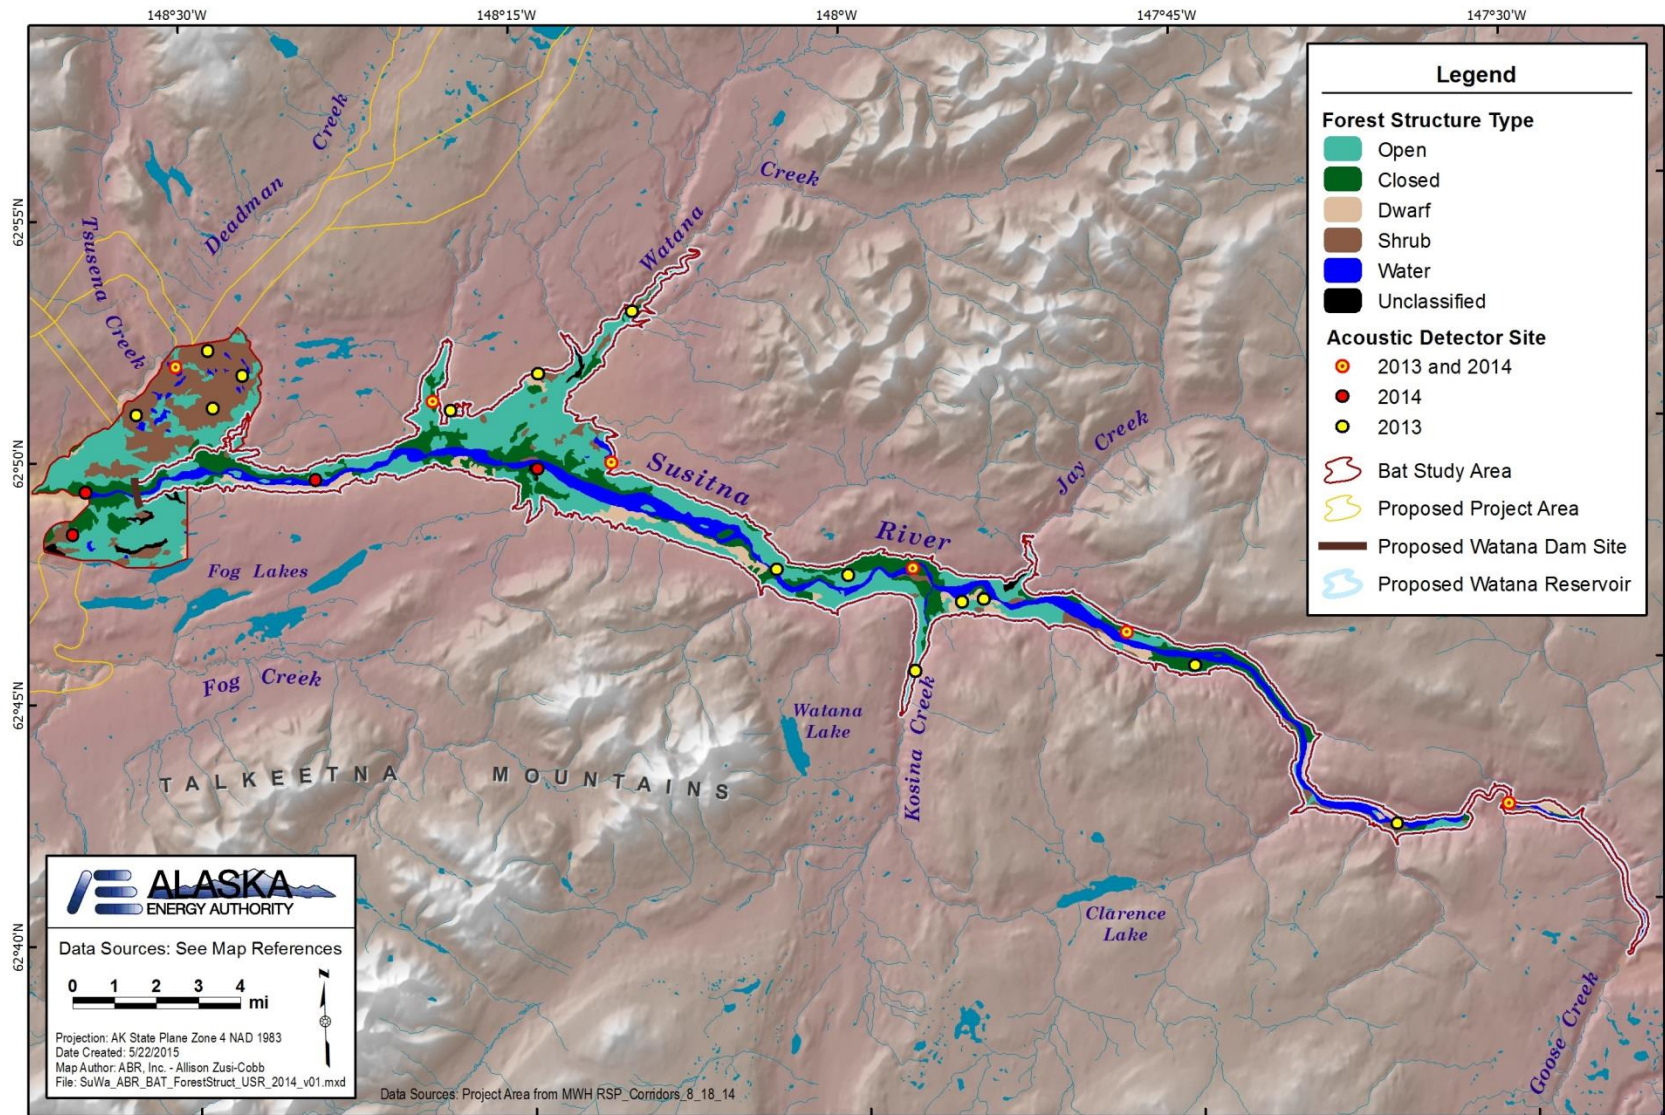 148°30'W
148°15'W
148°W
147°45'W
147°30'W
62°55'N
62°50'N
62°45'N
62°40'N
Legend
Forest Structure Type
Open
Closed
Dwarf
Shrub
Water
Unclassified
Acoustic Detector Site
2013 and 2014
2014
2013
Bat Study Area
Proposed Project Area
Proposed Watana Dam Site
Proposed Watana Reservoir
Deadman Creek
Tsusena Creek
Watana Creek
Jay Creek
Susitna River
Fog Lakes
Fog Creek
Watana
Lake
Kosina Creek
TALKEETNA MOUNTAINS
Clarence
Lake
Goose Creek
ALASKA
ENERGY AUTHORITY
Data Sources: See Map References
0 1 2 3 4
mi
N
Projection: AK State Plane Zone 4 NAD 1983
Date Created: 5/22/2015
Map Author: ABR, Inc. - Allison Zusi-Cobb
File: SuWa_ABR_BAT_ForestStruct_USR_2014_v01.mxd
Data Sources: Project Area from MWH RSP_Corridors_8_18_14